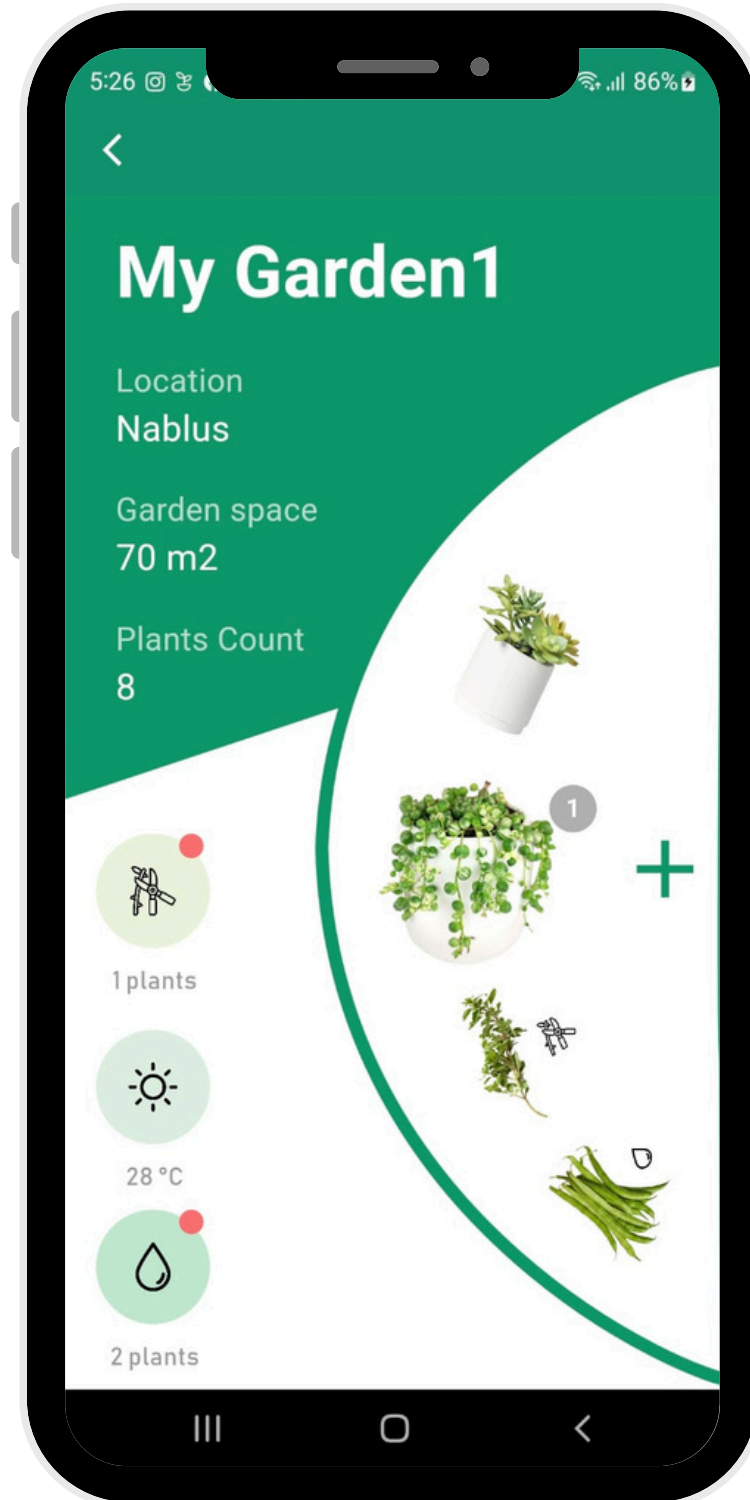 5:26
86%
My Garden1
Location
Nablus
Garden space
70 m2
Plants Count
8
1
1 plants
28 °C
2 plants